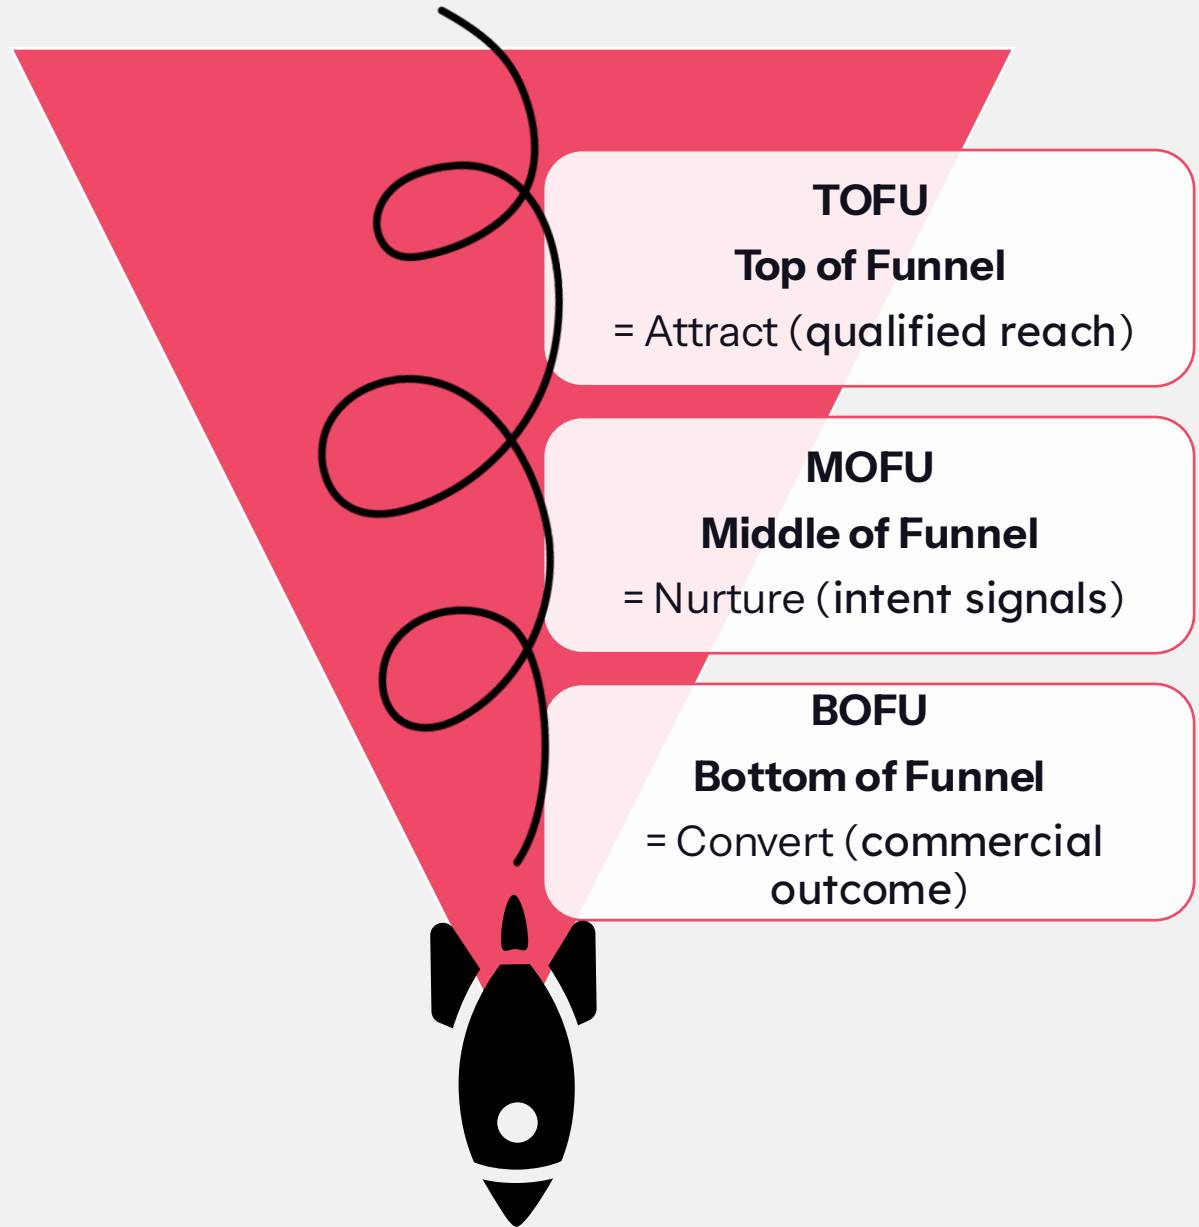 TOFU
Top of Funnel
= Attract (qualified reach)
MOFU
Middle of Funnel
= Nurture (intent signals)
BOFU
Bottom of Funnel
= Convert (commercial
outcome)